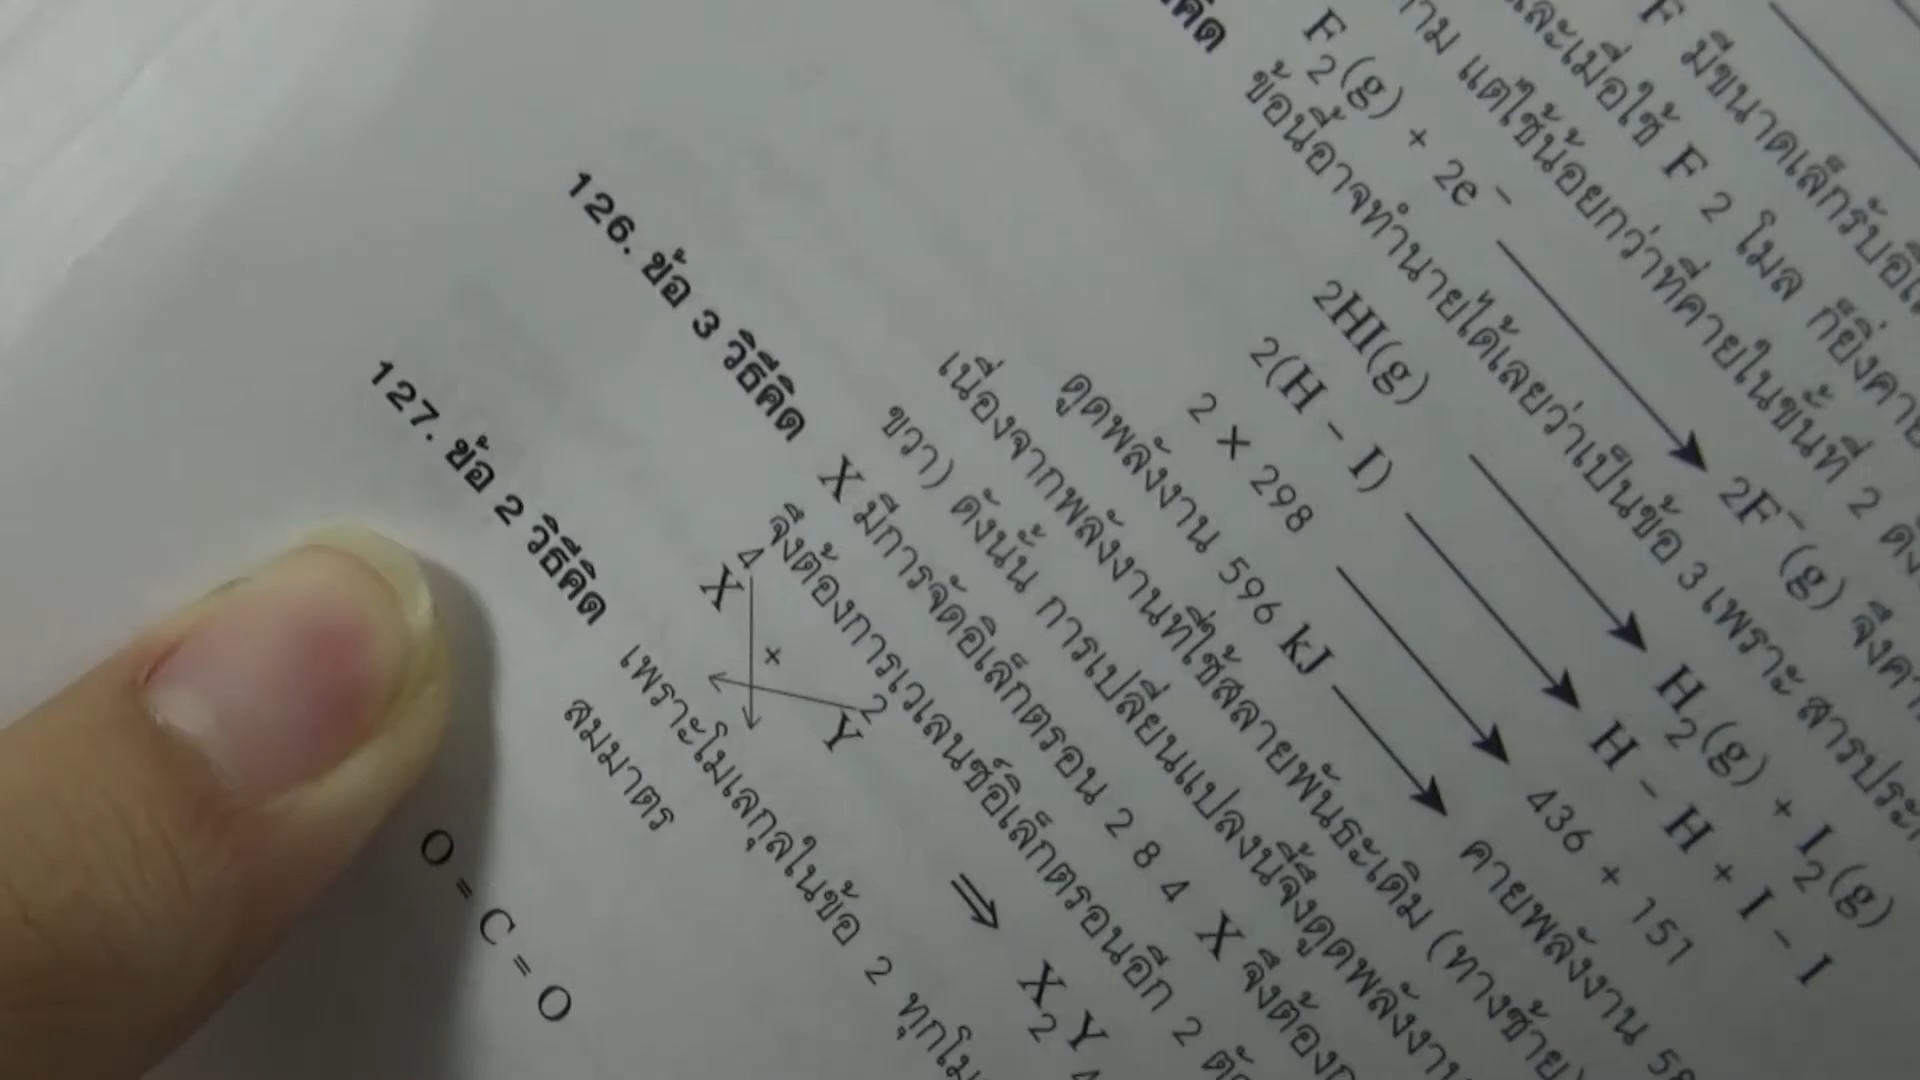 F มีขนาดเล็กรับอิเ
และเมื่อใช้ F 2 โมล ก็ยิ่งคาย
ตาม แต่ใช้น้อยกว่าที่คายในขั้นที่ 2 ดัง
F2(g) + 2e⁻ → 2F⁻(g) จึงคา
คิด ข้อนี้อาจทำนายได้เลยว่าเป็นข้อ 3 เพราะ สารประก
2HI(g) → H2(g) + I2(g)
2(H – I) → H – H + I – I
2 × 298 → 436 + 151
ดูดพลังงาน 596 kJ → คายพลังงาน 58
เนื่องจากพลังงานที่ใช้สลายพันธะเดิม (ทางซ้าย)
ขวา) ดังนั้น การเปลี่ยนแปลงนี้จึงดูดพลังงา
126. ข้อ 3 วิธีคิด X มีการจัดอิเล็กตรอน 2 8 4 X จึงต้อง
จึงต้องการเวเลนซ์อิเล็กตรอนอีก 2 ตั
X4 + Y2 ⇒ X2Y4
127. ข้อ 2 วิธีคิด เพราะโมเลกุลในข้อ 2 ทุกโม
สมมาตร
O = C = O